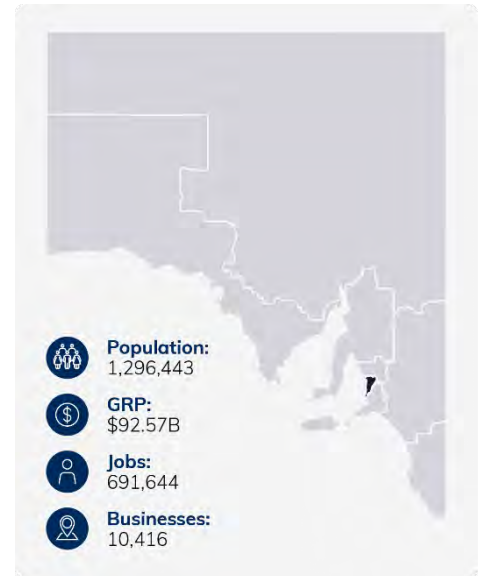 Population:
1,296,443
GRP:
$92.57B
Jobs:
691,644
Businesses:
10,416